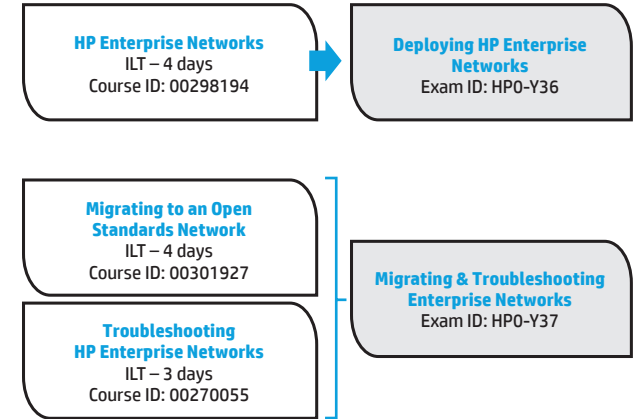 HP Enterprise Networks
ILT – 4 days
Course ID: 00298194
Deploying HP Enterprise
Networks
Exam ID: HP0-Y36
Migrating to an Open
Standards Network
ILT – 4 days
Course ID: 00301927
Troubleshooting
HP Enterprise Networks
ILT – 3 days
Course ID: 00270055
Migrating & Troubleshooting
Enterprise Networks
Exam ID: HP0-Y37